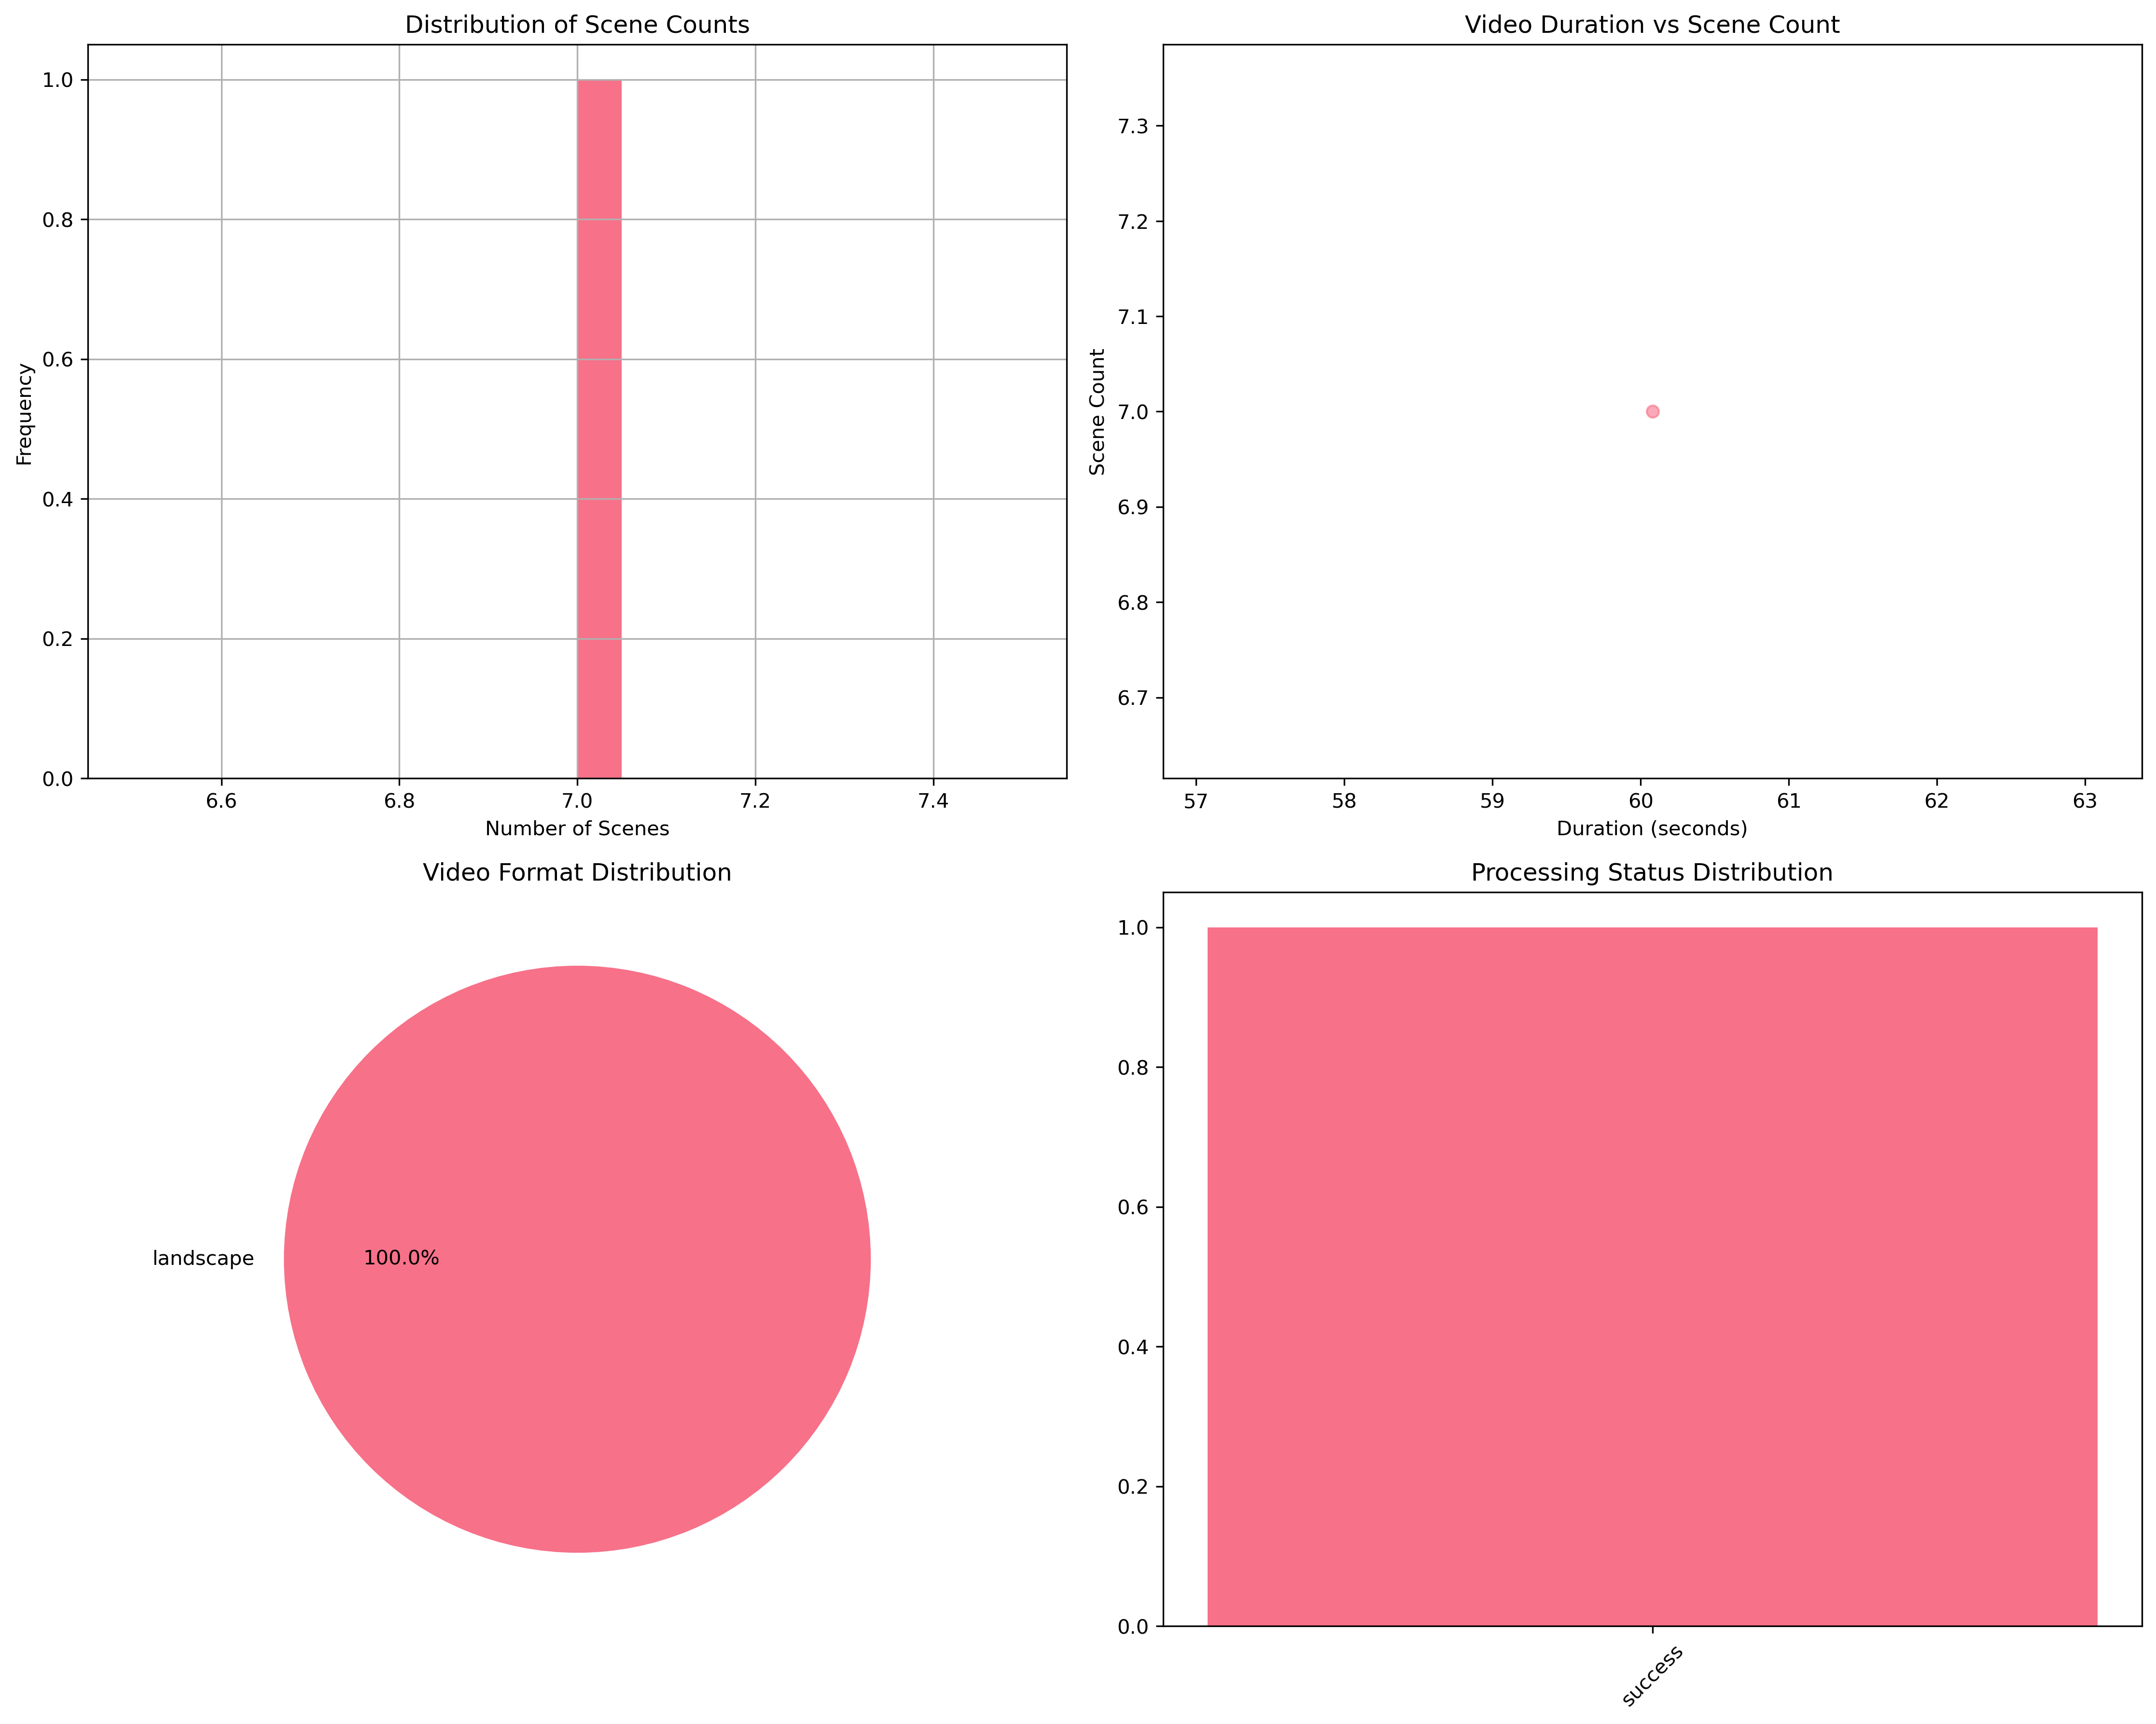 Distribution of Scene Counts
1.0
0.8
0.6
0.4
0.2
0.0
Frequency
6.6 6.8 7.0 7.2 7.4
Number of Scenes
Video Duration vs Scene Count
7.3
7.2
7.1
7.0
6.9
6.8
6.7
Scene Count
57 58 59 60 61 62 63
Duration (seconds)
Video Format Distribution
landscape
100.0%
Processing Status Distribution
1.0
0.8
0.6
0.4
0.2
0.0
success